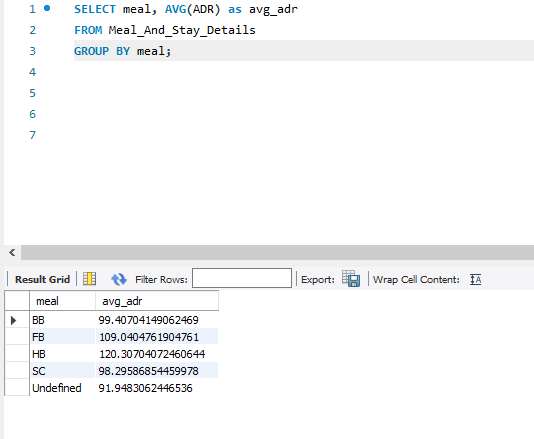 1 SELECT meal, AVG(ADR) as avg_adr
2 FROM Meal_And_Stay_Details
3 GROUP BY meal;
4
5
6
7
Result Grid Filter Rows: Export: Wrap Cell Content:
meal avg_adr
BB 99.40704149062469
FB 109.0404761904761
HB 120.30704072460644
SC 98.29586854459978
Undefined 91.9483062446536